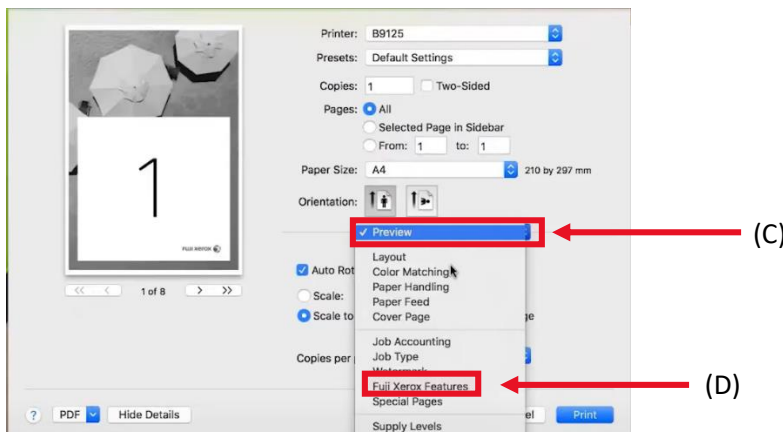 Printer: B9125
Presets: Default Settings
Copies: 1 Two-Sided
Pages: All
Selected Page in Sidebar
From: 1 to: 1
Paper Size: A4 210 by 297 mm
Orientation:
1
FUJI XEROX
✓ Preview
(C)
Layout
Auto Rot
Color Matching
Paper Handling
<< < 1 of 8 > >>
Scale:
Paper Feed
Scale to
Cover Page
Job Accounting
Copies per
Job Type
Watermark
Fuji Xerox Features
(D)
Special Pages
? PDF Hide Details
Supply Levels
Print